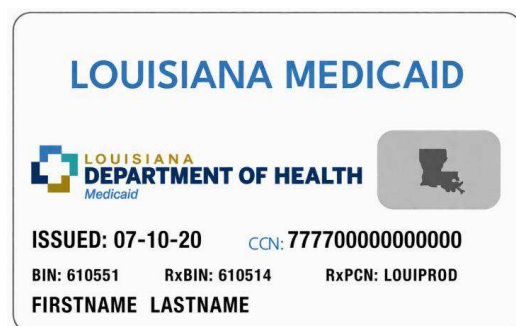 LOUISIANA MEDICAID
LOUISIANA
DEPARTMENT OF HEALTH
Medicaid
ISSUED: 07-10-20 CCN: 777700000000000
BIN: 610551 RxBIN: 610514 RxPCN: LOUIPROD
FIRSTNAME LASTNAME